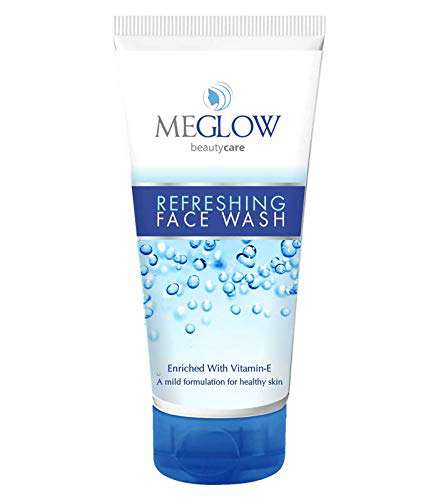 MEGLOW
beautycare
REFRESHING
FACE WASH
Enriched With Vitamin-E
A mild formulation for healthy skin